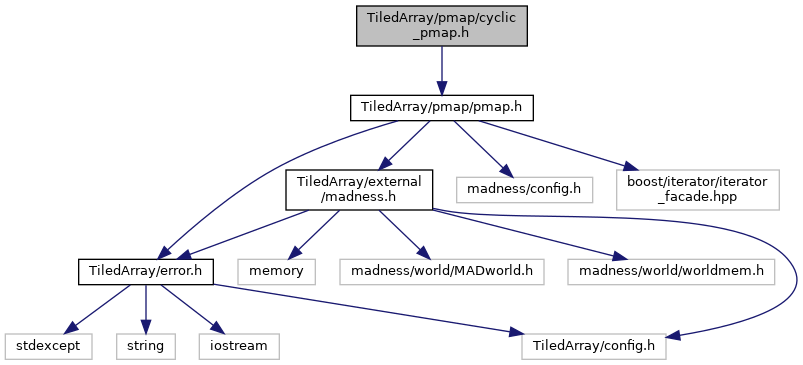 TiledArray/pmap/cyclic
_pmap.h
TiledArray/pmap/pmap.h
TiledArray/external
/madness.h
madness/config.h
boost/iterator/iterator
_facade.hpp
TiledArray/error.h
memory
madness/world/MADworld.h
madness/world/worldmem.h
stdexcept
string
iostream
TiledArray/config.h